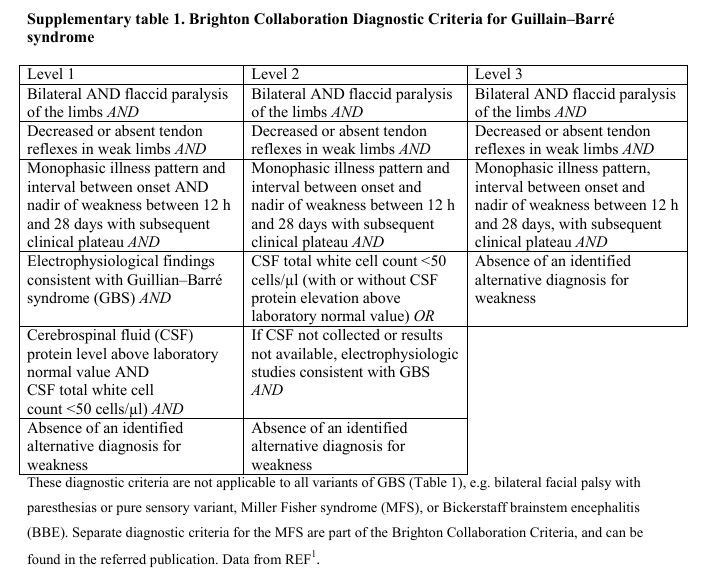 Supplementary table 1. Brighton Collaboration Diagnostic Criteria for Guillain–Barré
syndrome
Level 1
Level 2
Level 3
Bilateral AND flaccid paralysis
of the limbs AND
Bilateral AND flaccid paralysis
of the limbs AND
Bilateral AND flaccid paralysis
of the limbs AND
Decreased or absent tendon
reflexes in weak limbs AND
Decreased or absent tendon
reflexes in weak limbs AND
Decreased or absent tendon
reflexes in weak limbs AND
Monophasic illness pattern and
interval between onset AND
nadir of weakness between 12 h
and 28 days with subsequent
clinical plateau AND
Monophasic illness pattern and
interval between onset and
nadir of weakness between 12 h
and 28 days with subsequent
clinical plateau AND
Monophasic illness pattern,
interval between onset and
nadir of weakness between 12 h
and 28 days, with subsequent
clinical plateau AND
Electrophysiological findings
consistent with Guillian–Barré
syndrome (GBS) AND
CSF total white cell count <50
cells/µl (with or without CSF
protein elevation above
laboratory normal value) OR
Absence of an identified
alternative diagnosis for
weakness
Cerebrospinal fluid (CSF)
protein level above laboratory
normal value AND
CSF total white cell
count <50 cells/µl) AND
If CSF not collected or results
not available, electrophysiologic
studies consistent with GBS
AND
Absence of an identified
alternative diagnosis for
weakness
Absence of an identified
alternative diagnosis for
weakness
These diagnostic criteria are not applicable to all variants of GBS (Table 1), e.g. bilateral facial palsy with
paresthesias or pure sensory variant, Miller Fisher syndrome (MFS), or Bickerstaff brainstem encephalitis
(BBE). Separate diagnostic criteria for the MFS are part of the Brighton Collaboration Criteria, and can be
found in the referred publication. Data from REF1.